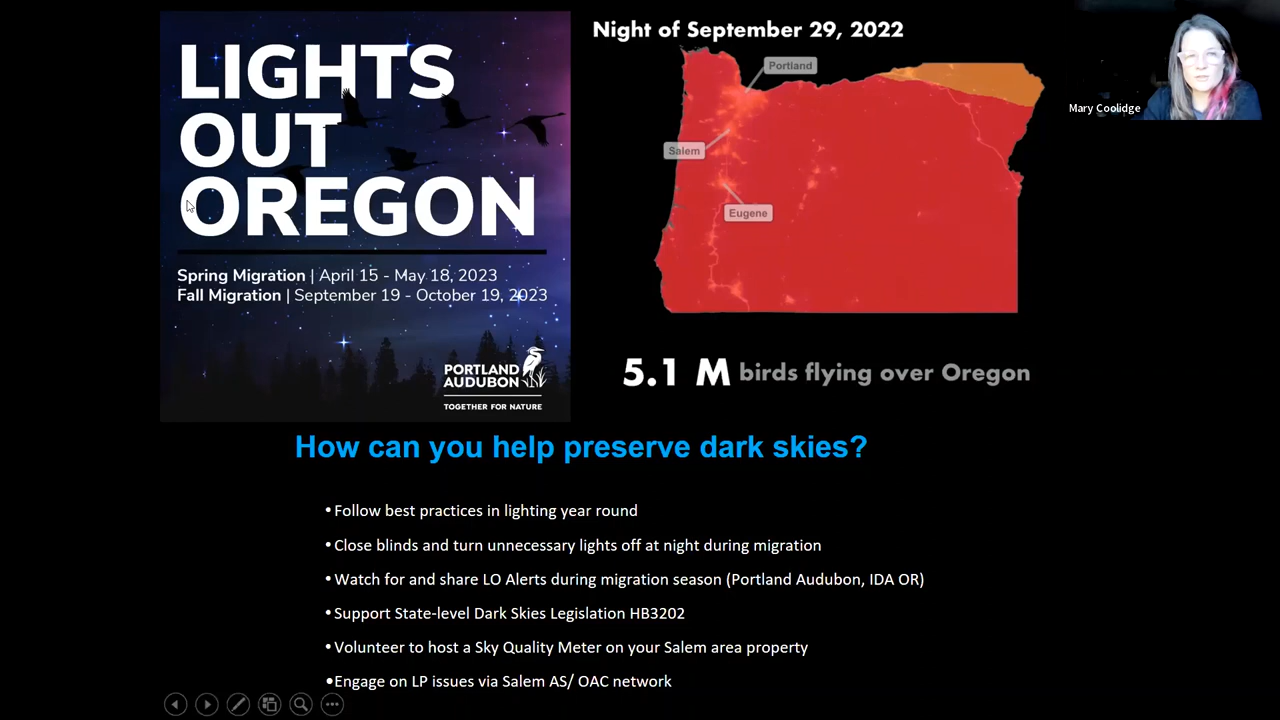 LIGHTS
OUT
OREGON
Spring Migration | April 15 - May 18, 2023
Fall Migration | September 19 - October 19, 2023
PORTLAND
AUDUBON
TOGETHER FOR NATURE
Night of September 29, 2022
Portland
Salem
Eugene
5.1 M birds flying over Oregon
Mary Coolidge
How can you help preserve dark skies?
• Follow best practices in lighting year round
• Close blinds and turn unnecessary lights off at night during migration
• Watch for and share LO Alerts during migration season (Portland Audubon, IDA OR)
• Support State-level Dark Skies Legislation HB3202
• Volunteer to host a Sky Quality Meter on your Salem area property
• Engage on LP issues via Salem AS/ OAC network